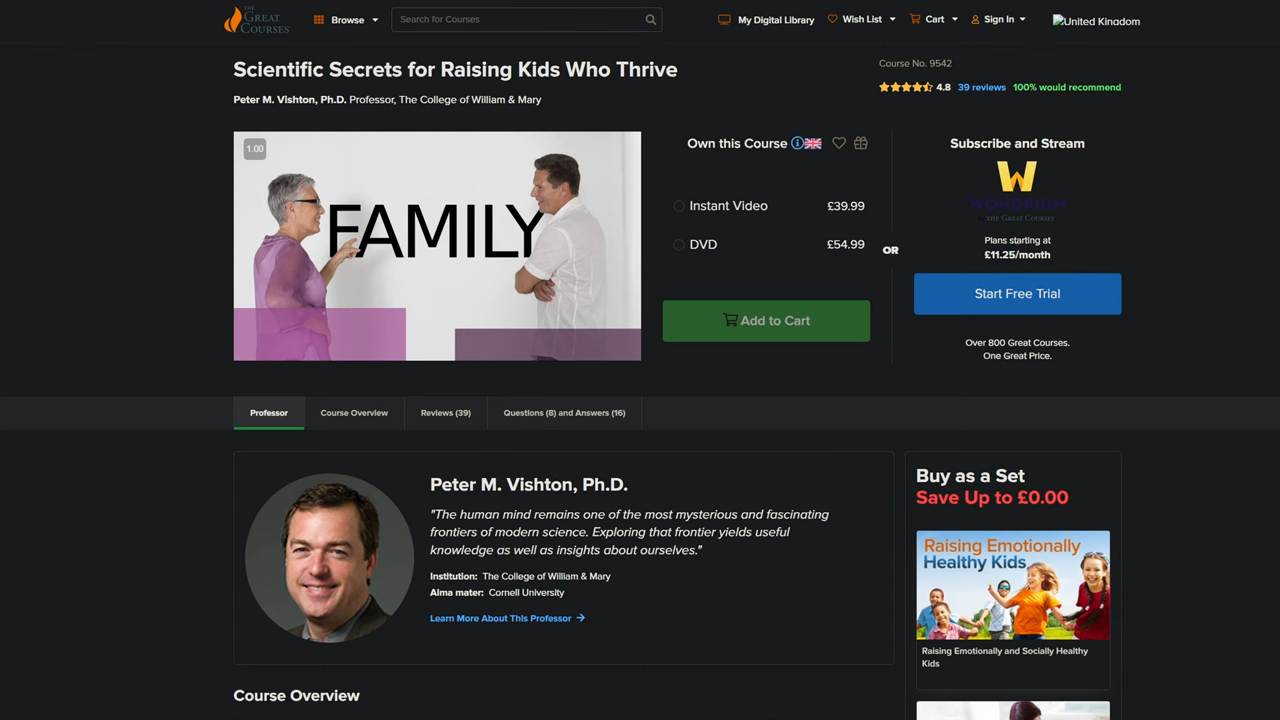 THE
GREAT
COURSES
Browse
Search for Courses
My Digital Library
Wish List
Cart
Sign In
United Kingdom
Scientific Secrets for Raising Kids Who Thrive
Peter M. Vishton, Ph.D. Professor, The College of William & Mary
Course No. 9542
4.8 39 reviews 100% would recommend
1.00
FAMILY
Own this Course
Instant Video £39.99
DVD £54.99
Add to Cart
OR
Subscribe and Stream
WONDRIUM
THE GREAT COURSES
Plans starting at
£11.25/month
Start Free Trial
Over 800 Great Courses.
One Great Price.
Professor
Course Overview
Reviews (39)
Questions (8) and Answers (16)
Peter M. Vishton, Ph.D.
"The human mind remains one of the most mysterious and fascinating
frontiers of modern science. Exploring that frontier yields useful
knowledge as well as insights about ourselves."
Institution: The College of William & Mary
Alma mater: Cornell University
Learn More About This Professor
Buy as a Set
Save Up to £0.00
Raising Emotionally
Healthy Kids
Raising Emotionally and Socially Healthy
Kids
Course Overview